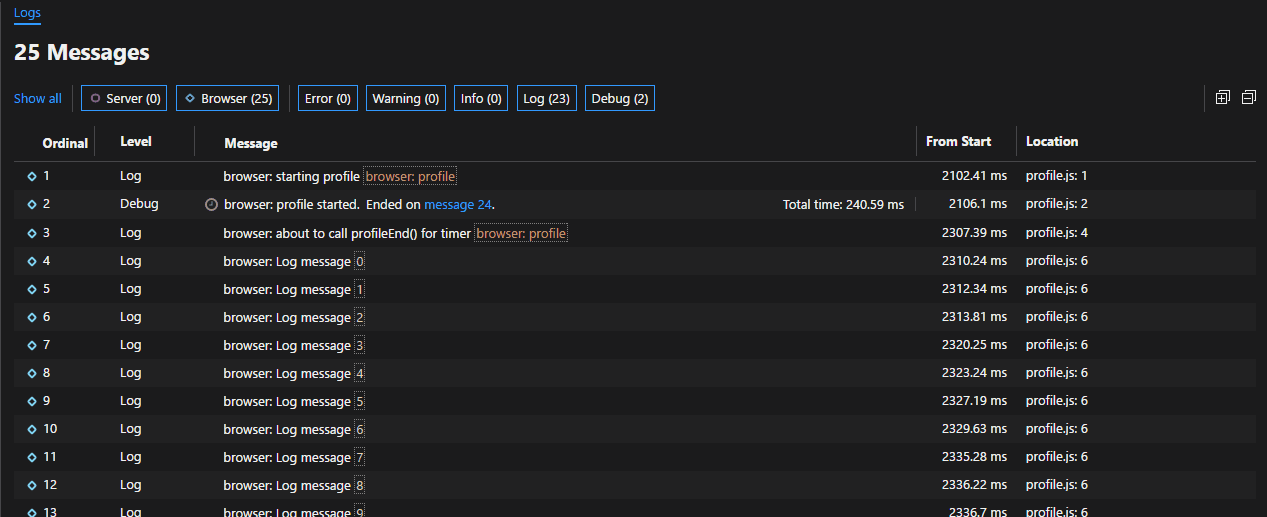 Logs
25 Messages
Show all Server (0) Browser (25) Error (0) Warning (0) Info (0) Log (23) Debug (2)
Ordinal Level Message From Start Location
1 Log browser: starting profile browser: profile 2102.41 ms profile.js: 1
2 Debug browser: profile started. Ended on message 24. Total time: 240.59 ms 2106.1 ms profile.js: 2
3 Log browser: about to call profileEnd() for timer browser: profile 2307.39 ms profile.js: 4
4 Log browser: Log message 0 2310.24 ms profile.js: 6
5 Log browser: Log message 1 2312.34 ms profile.js: 6
6 Log browser: Log message 2 2313.81 ms profile.js: 6
7 Log browser: Log message 3 2320.25 ms profile.js: 6
8 Log browser: Log message 4 2323.24 ms profile.js: 6
9 Log browser: Log message 5 2327.19 ms profile.js: 6
10 Log browser: Log message 6 2329.63 ms profile.js: 6
11 Log browser: Log message 7 2335.28 ms profile.js: 6
12 Log browser: Log message 8 2336.22 ms profile.js: 6
13 Log browser: Log message 9 2336.7 ms profile.js: 6